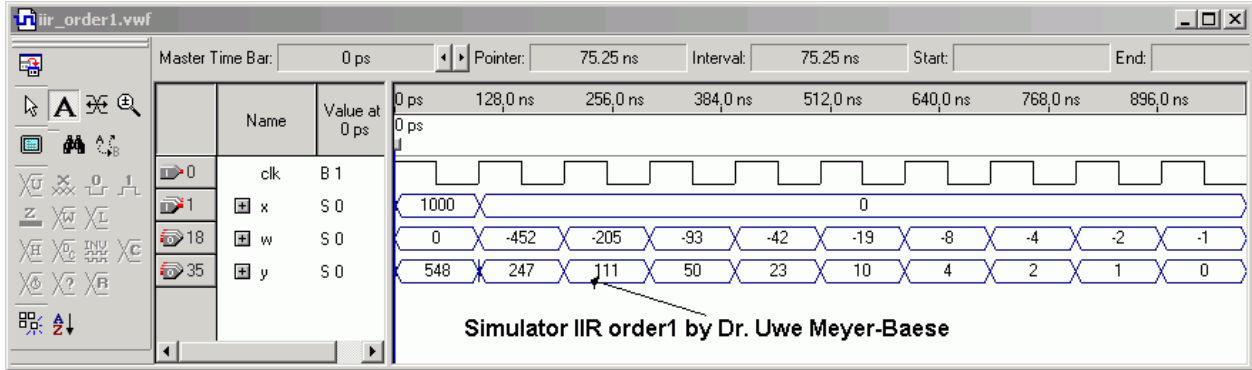 iir_order1.vwf
Master Time Bar: 0 ps Pointer: 75.25 ns Interval: 75.25 ns Start: End:
Name Value at 0 ps
0 ps 128.0 ns 256.0 ns 384.0 ns 512.0 ns 640.0 ns 768.0 ns 896.0 ns
0 ps
0 clk B 1
1 x S 0 1000 0
18 w S 0 0 -452 -205 -93 -42 -19 -8 -4 -2 -1
35 y S 0 548 247 111 50 23 10 4 2 1 0
Simulator IIR order1 by Dr. Uwe Meyer-Baese